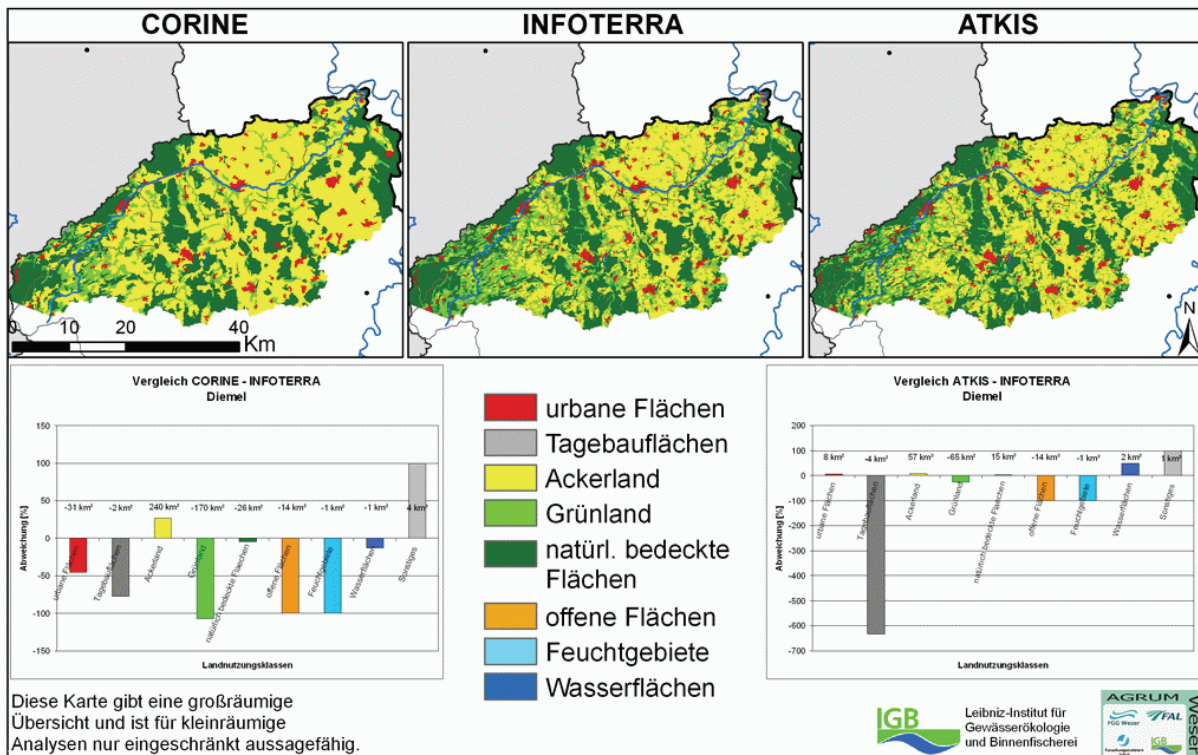 CORINE
INFOTERRA
ATKIS
0 10 20 40
Km
N
Vergleich CORINE - INFOTERRA
Diemel
Abweichung [%]
150
100
50
0
-50
-100
-150
-31 km²
-2 km²
240 km²
-170 km²
-26 km²
-14 km²
-1 km²
-1 km²
4 km²
urbane Flächen
Tagebauflächen
Ackerland
Grünland
natürlich bedeckte Flaechen
offene Flächen
Feuchtgebiete
Wasserflächen
Sonstiges
Landnutzungsklassen
urbane Flächen
Tagebauflächen
Ackerland
Grünland
natürl. bedeckte
Flächen
offene Flächen
Feuchtgebiete
Wasserflächen
Vergleich ATKIS - INFOTERRA
Diemel
Abweichung [%]
200
100
0
-100
-200
-300
-400
-500
-600
-700
8 km²
-4 km²
57 km²
-65 km²
15 km²
-14 km²
-1 km²
2 km²
1 km²
urbane Flächen
Tagebauflächen
Ackerland
Grünland
natürlich bedeckte Flaechen
offene Flächen
Feuchtgebiete
Wasserflächen
Sonstiges
Landnutzungsklassen
Diese Karte gibt eine großräumige
Übersicht und ist für kleinräumige
Analysen nur eingeschränkt aussagefähig.
IGB
Leibniz-Institut für
Gewässerökologie
und Binnenfischerei
AGRUM
Weser
FGG Weser
FAL
IGB